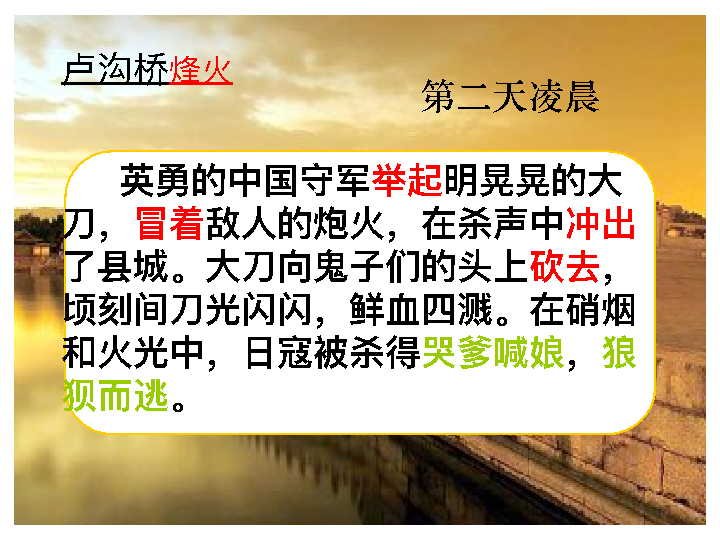 卢沟桥烽火
第二天凌晨
英勇的中国守军举起明晃晃的大
刀，冒着敌人的炮火，在杀声中冲出
了县城。大刀向鬼子们的头上砍去，
顷刻间刀光闪闪，鲜血四溅。在硝烟
和火光中，日寇被杀得哭爹喊娘，狼
狈而逃。